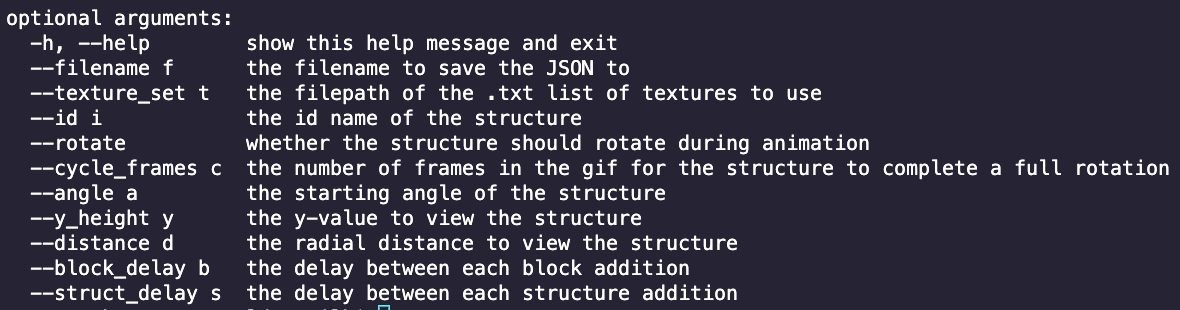 optional arguments:
  -h, --help        show this help message and exit
  --filename f      the filename to save the JSON to
  --texture_set t   the filepath of the .txt list of textures to use
  --id i            the id name of the structure
  --rotate          whether the structure should rotate during animation
  --cycle_frames c  the number of frames in the gif for the structure to complete a full rotation
  --angle a         the starting angle of the structure
  --y_height y      the y-value to view the structure
  --distance d      the radial distance to view the structure
  --block_delay b   the delay between each block addition
  --struct_delay s  the delay between each structure addition